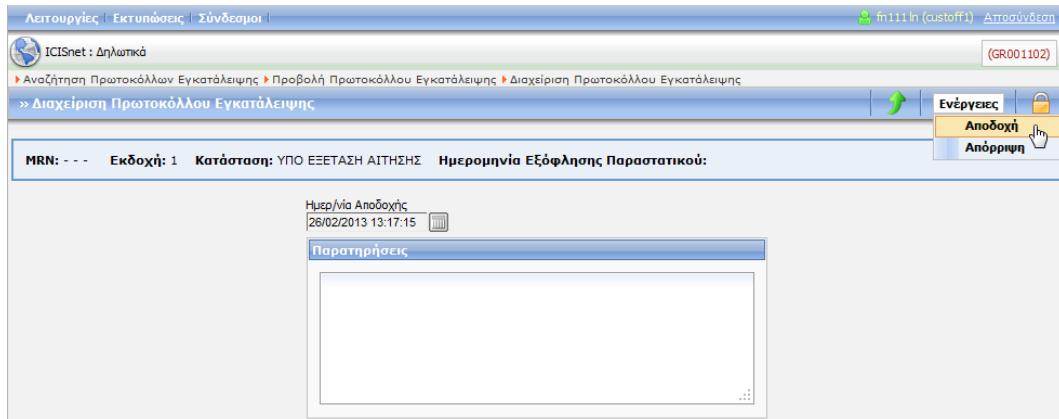 Λειτουργίες Εκτυπώσεις Σύνδεσμοι fn111 ln (custoff1) Αποσύνδεση
ICISnet : Δηλωτικά (GR001102)
Αναζήτηση Πρωτοκόλλων Εγκατάλειψης Προβολή Πρωτοκόλλου Εγκατάλειψης Διαχείριση Πρωτοκόλλου Εγκατάλειψης
» Διαχείριση Πρωτοκόλλου Εγκατάλειψης Ενέργειες
Αποδοχή
Απόρριψη
MRN: - - - Εκδοχή: 1 Κατάσταση: ΥΠΟ ΕΞΕΤΑΣΗ ΑΙΤΗΣΗΣ Ημερομηνία Εξόφλησης Παραστατικού:
Ημερ/νία Αποδοχής
26/02/2013 13:17:15
Παρατηρήσεις